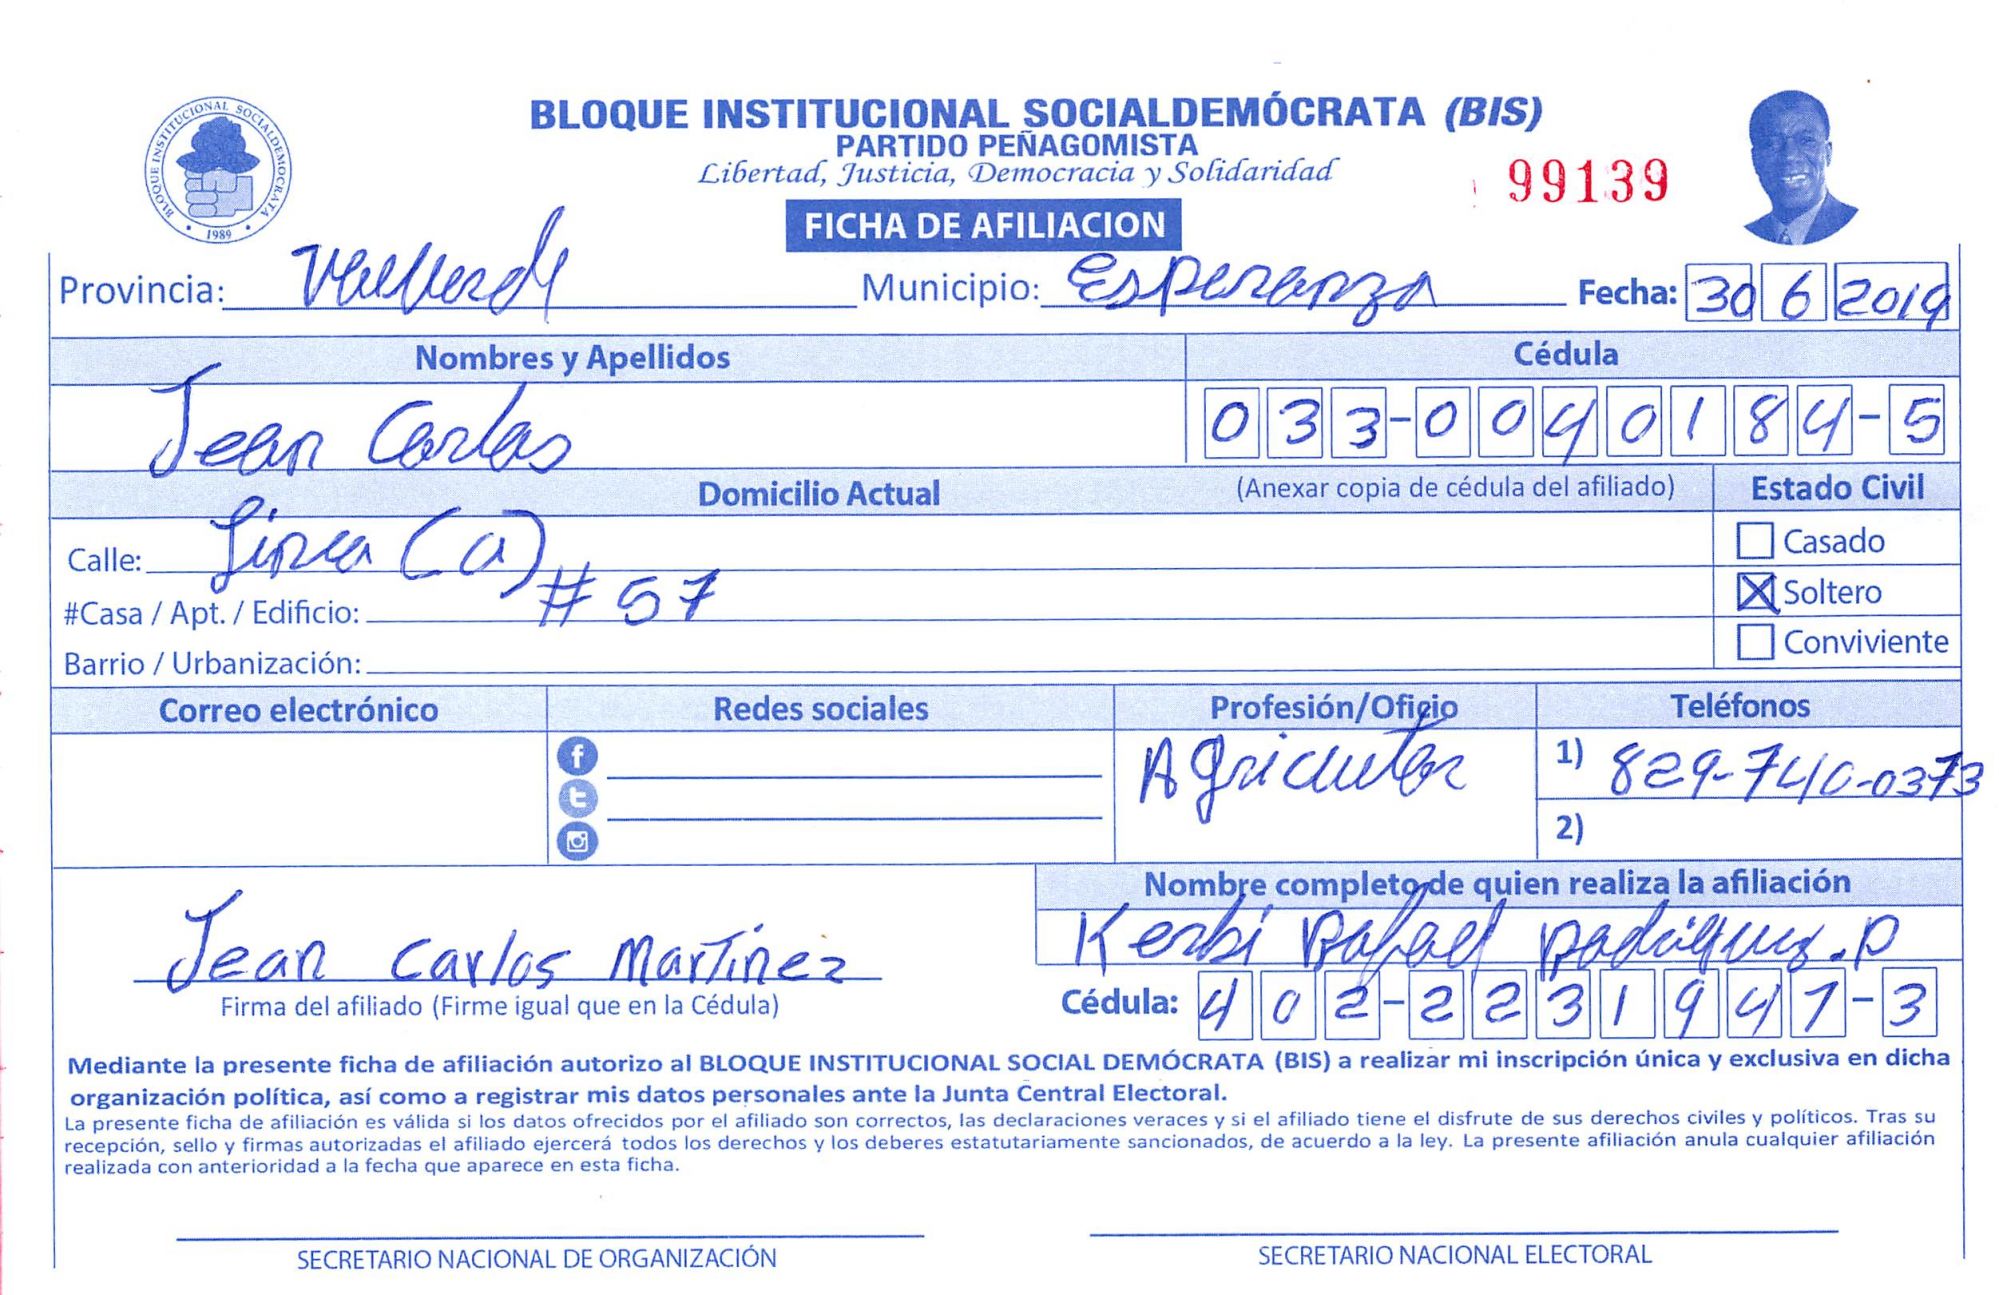 BLOQUE INSTITUCIONAL SOCIALDEMÓCRATA (BIS)
PARTIDO PEÑAGOMISTA
Libertad, Justicia, Democracia y Solidaridad
99139
BLOQUE INSTITUCIONAL SOCIALDEMOCRATA
1989
FICHA DE AFILIACION
Provincia: Valverde Municipio: Esperanza Fecha: 30 6 2019
Nombres y Apellidos Cédula
Jean Carlos 033-0040184-5
Domicilio Actual (Anexar copia de cédula del afiliado) Estado Civil
Calle: Linea (a) Casado
#Casa / Apt. / Edificio: #57 Soltero
Barrio / Urbanización: Conviviente
Correo electrónico Redes sociales Profesión/Oficio Teléfonos
Agricultor 1) 829-740-0373
2)
Nombre completo de quien realiza la afiliación
Jean Carlos Martinez Kerbi Rafael Rodriguez.P
Firma del afiliado (Firme igual que en la Cédula) Cédula: 402-2231947-3
Mediante la presente ficha de afiliación autorizo al BLOQUE INSTITUCIONAL SOCIAL DEMÓCRATA (BIS) a realizar mi inscripción única y exclusiva en dicha
organización política, así como a registrar mis datos personales ante la Junta Central Electoral.
La presente ficha de afiliación es válida si los datos ofrecidos por el afiliado son correctos, las declaraciones veraces y si el afiliado tiene el disfrute de sus derechos civiles y políticos. Tras su
recepción, sello y firmas autorizadas el afiliado ejercerá todos los derechos y los deberes estatutariamente sancionados, de acuerdo a la ley. La presente afiliación anula cualquier afiliación
realizada con anterioridad a la fecha que aparece en esta ficha.
SECRETARIO NACIONAL DE ORGANIZACIÓN SECRETARIO NACIONAL ELECTORAL